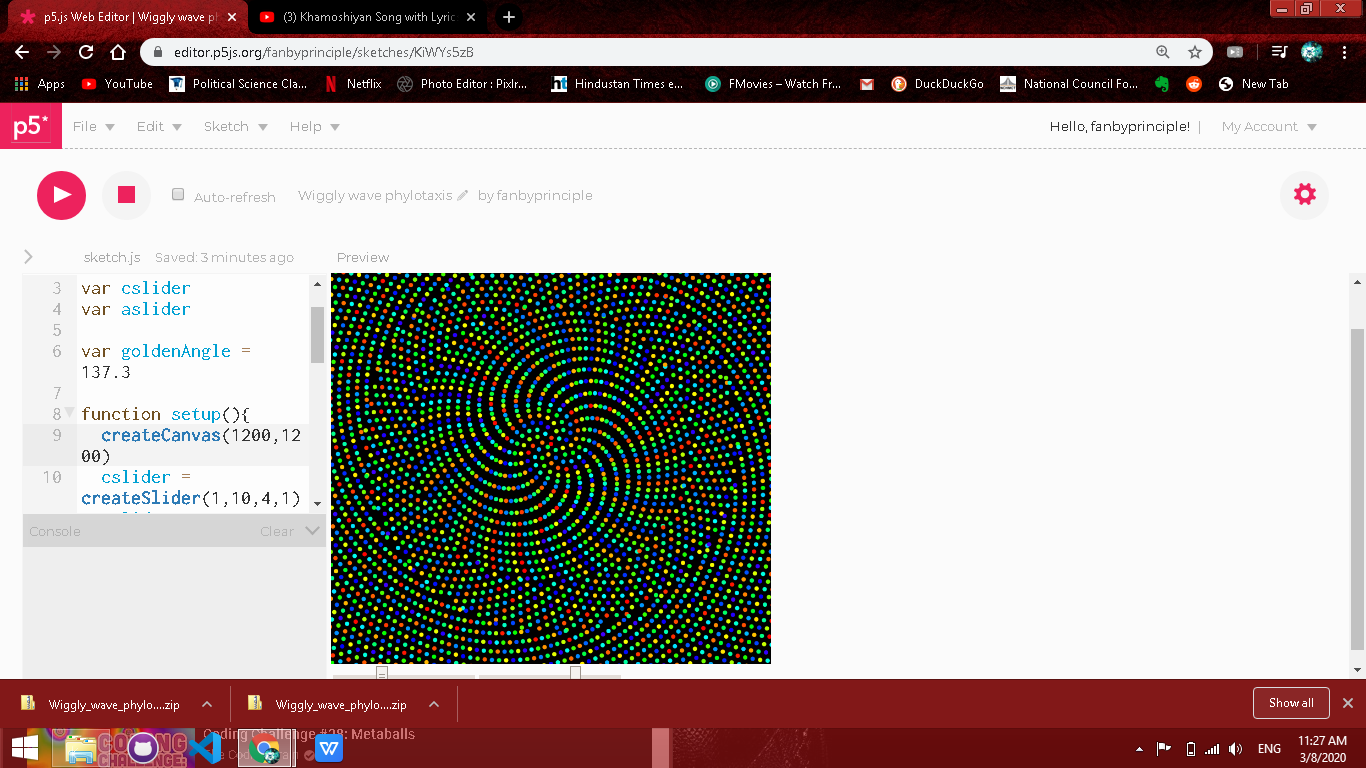 p5.js Web Editor | Wiggly wave ph
(3) Khamoshiyan Song with Lyric
editor.p5js.org/fanbyprinciple/sketches/KiWYs5zB
Apps YouTube Political Science Cla... Netflix Photo Editor : Pixlr... Hindustan Times e... FMovies – Watch Fr... DuckDuckGo National Council Fo... New Tab
p5* File Edit Sketch Help Hello, fanbyprinciple! | My Account
Auto-refresh Wiggly wave phylotaxis by fanbyprinciple
sketch.js Saved: 3 minutes ago Preview
3 var cslider
4 var aslider
5
6 var goldenAngle =
137.3
7
8 function setup(){
9 createCanvas(1200,12
00)
10 cslider =
createSlider(1,10,4,1)
Console Clear
Wiggly_wave_phylo....zip Wiggly_wave_phylo....zip Show all
Coding Challenge #28: Metaballs
CODING
CHALLENGE
ENG
11:27 AM
3/8/2020